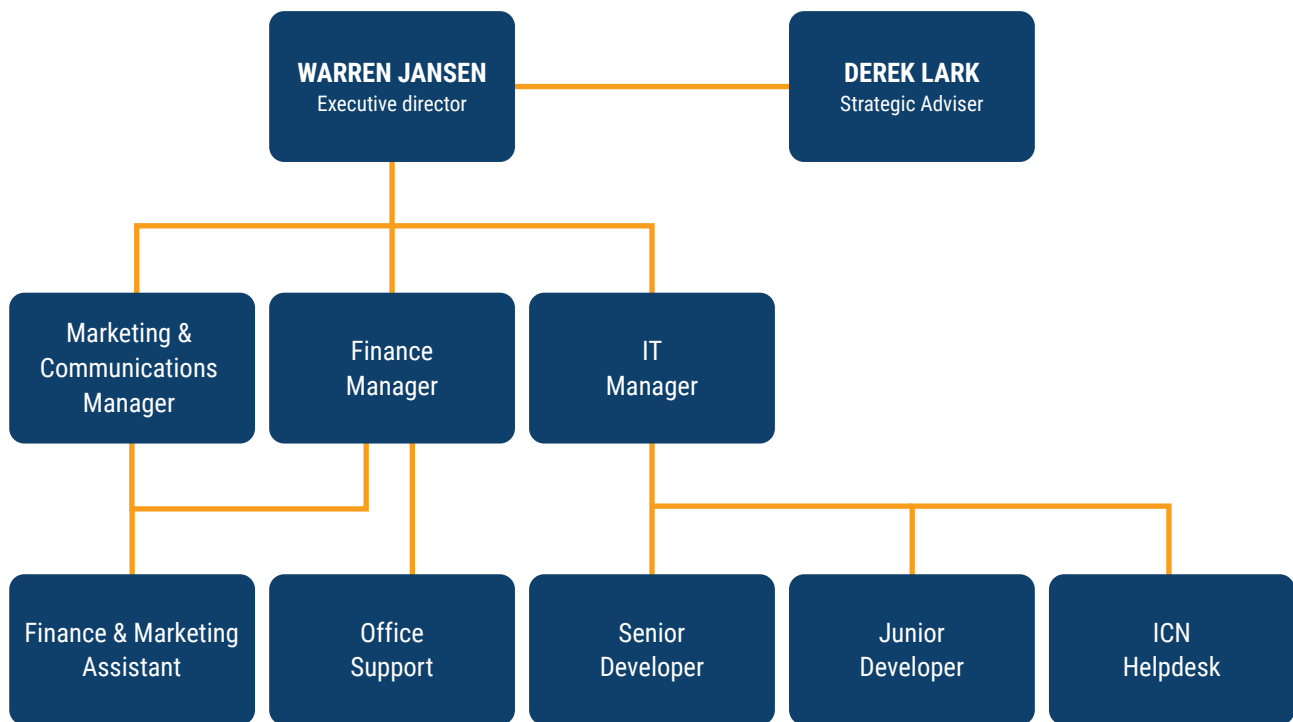 WARREN JANSEN
Executive director
DEREK LARK
Strategic Adviser
Marketing &
Communications
Manager
Finance
Manager
IT
Manager
Finance & Marketing
Assistant
Office
Support
Senior
Developer
Junior
Developer
ICN
Helpdesk